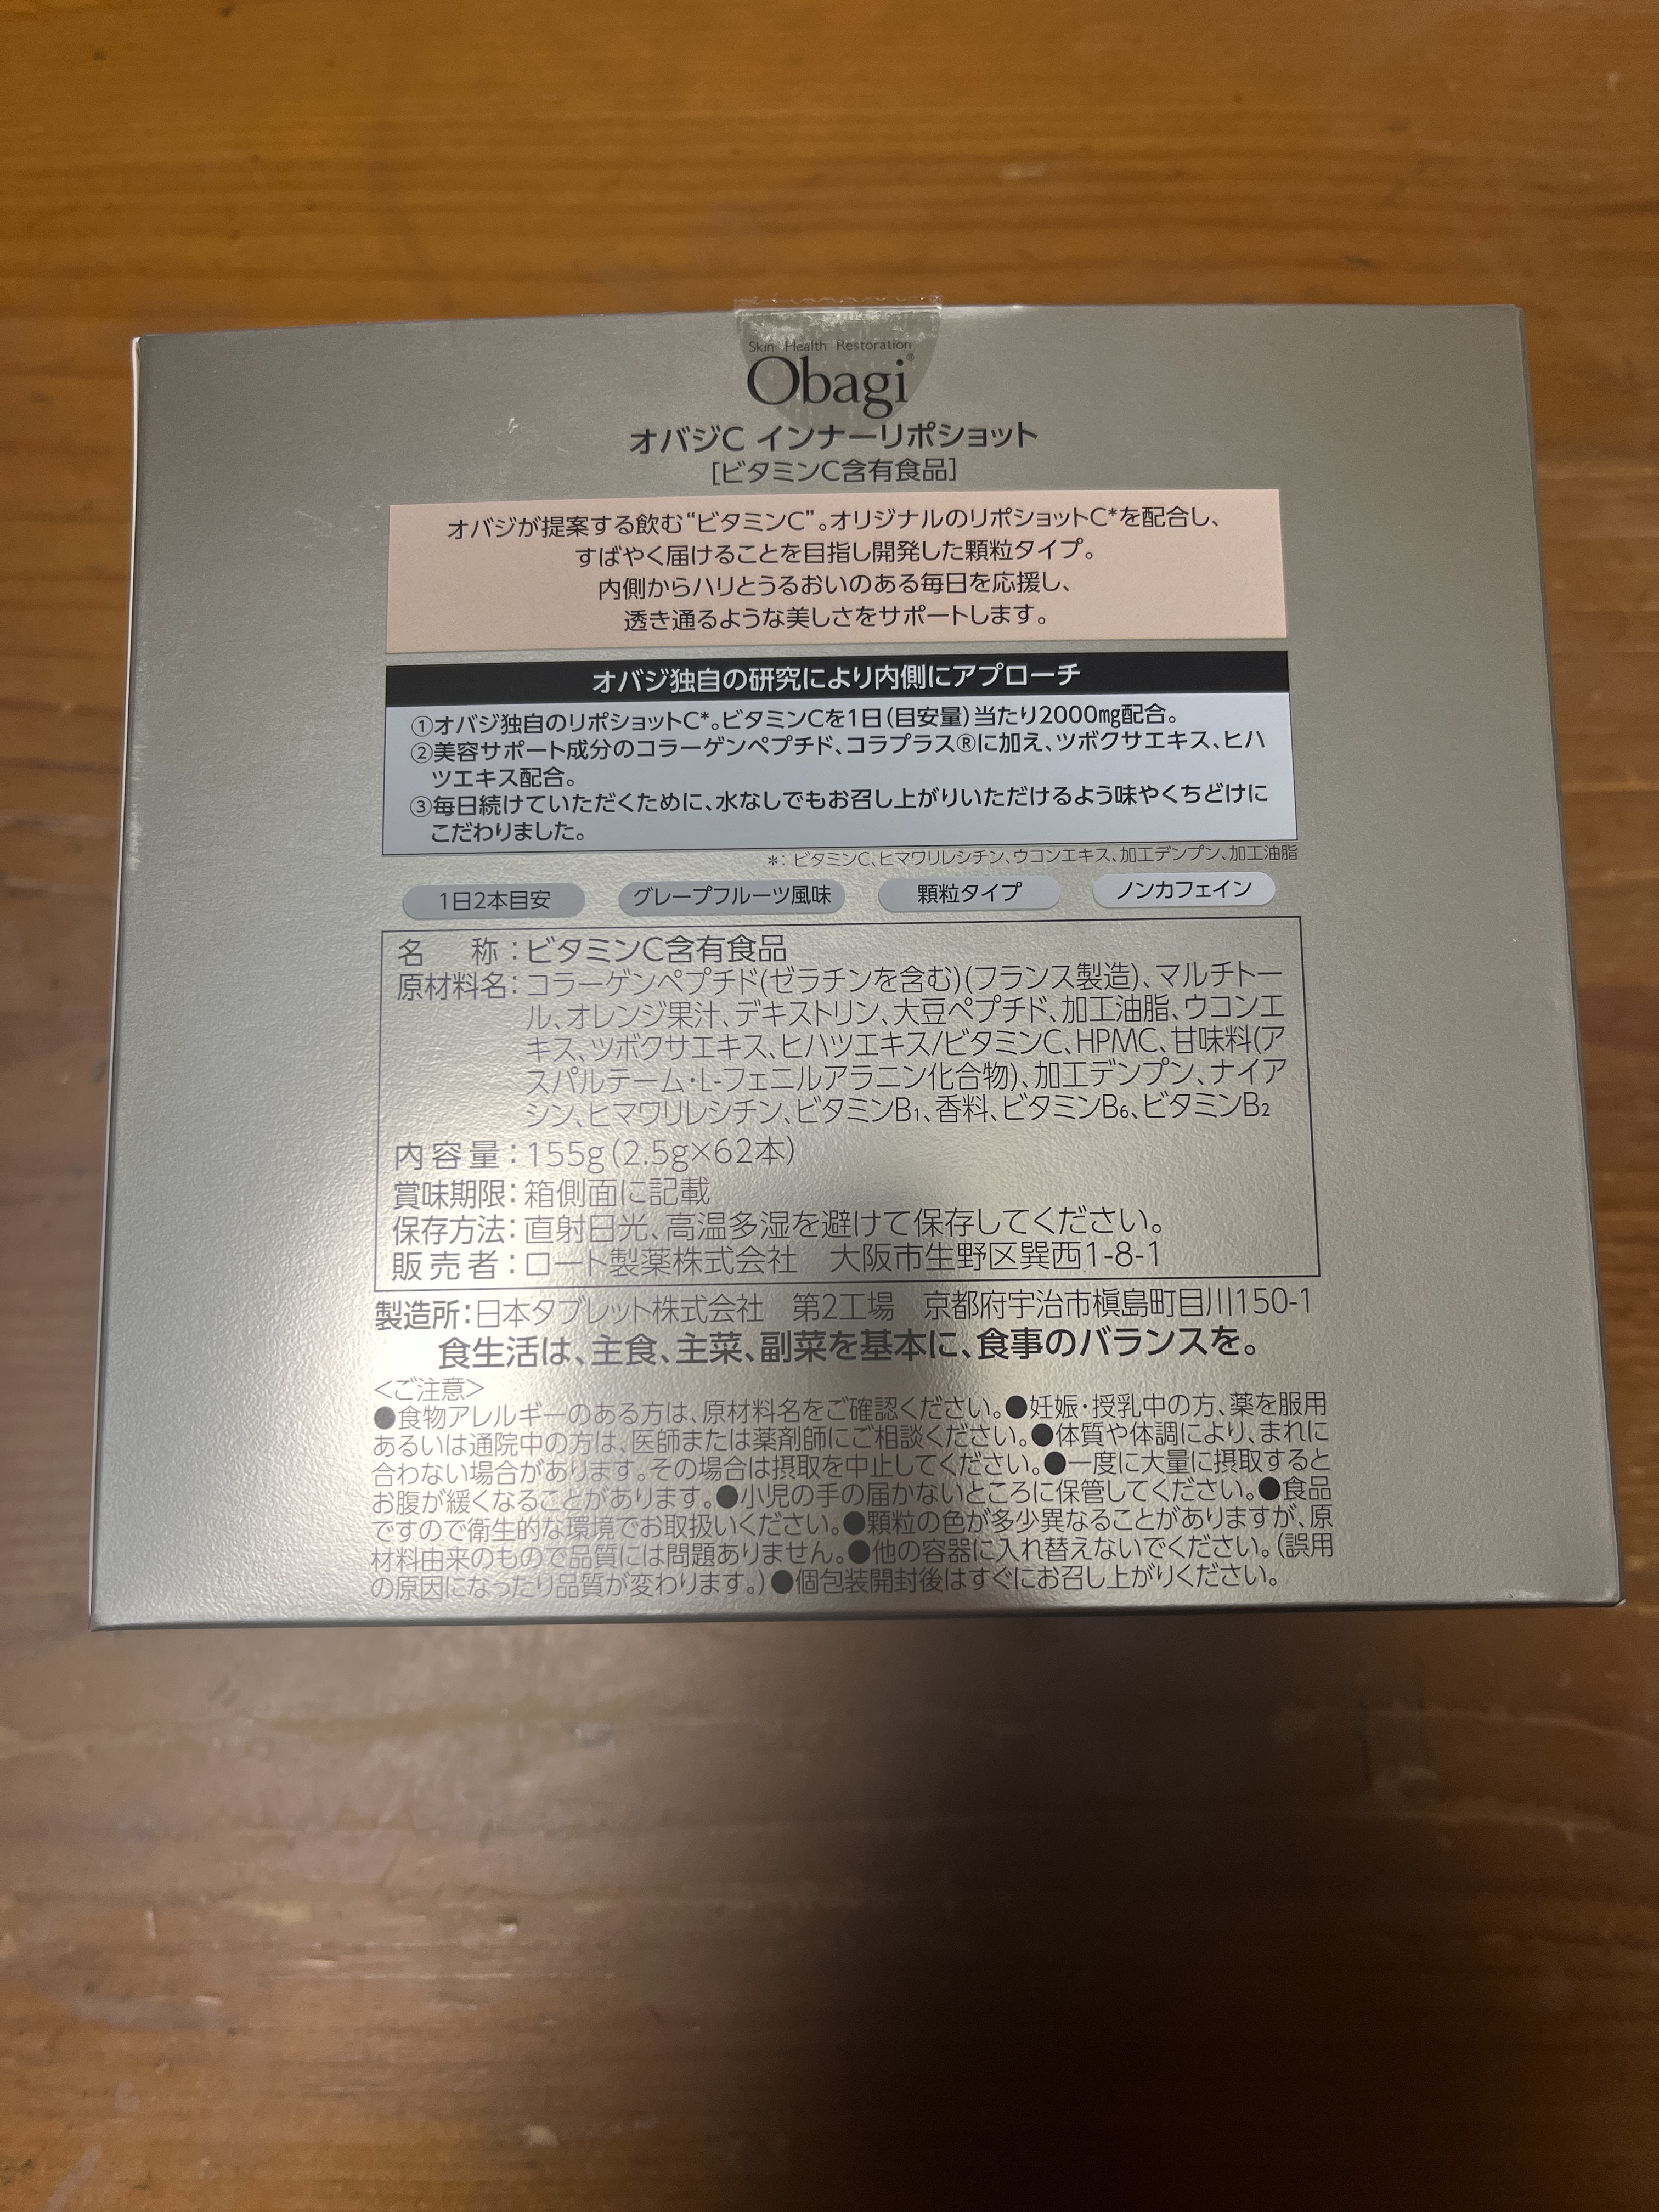 Skin Health Restoration
Obagi®
オバジC インナーリポショット
[ビタミンC含有食品]
オバジが提案する飲む“ビタミンC”。オリジナルのリポショットC*を配合し、
すばやく届けることを目指し開発した顆粒タイプ。
内側からハリとうるおいのある毎日を応援し、
透き通るような美しさをサポートします。
オバジ独自の研究により内側にアプローチ
①オバジ独自のリポショットC*。ビタミンCを1日(目安量)当たり2000㎎配合。
②美容サポート成分のコラーゲンペプチド、コラプラス®に加え、ツボクサエキス、ヒハ
ツエキス配合。
③毎日続けていただくために、水なしでもお召し上がりいただけるよう味やくちどけに
こだわりました。
*: ビタミンC、ヒマワリレシチン、ウコンエキス、加工デンプン、加工油脂
1日2本目安 グレープフルーツ風味 顆粒タイプ ノンカフェイン
名 称:ビタミンC含有食品
原材料名:コラーゲンペプチド(ゼラチンを含む)(フランス製造)、マルチトー
ル、オレンジ果汁、デキストリン、大豆ペプチド、加工油脂、ウコンエ
キス、ツボクサエキス、ヒハツエキス/ビタミンC、HPMC、甘味料(ア
スパルテーム・L-フェニルアラニン化合物)、加工デンプン、ナイア
シン、ヒマワリレシチン、ビタミンB₁、香料、ビタミンB₆、ビタミンB₂
内容量:155g(2.5g×62本)
賞味期限:箱側面に記載
保存方法:直射日光、高温多湿を避けて保存してください。
販売者:ロート製薬株式会社 大阪市生野区巽西1-8-1
製造所:日本タブレット株式会社 第2工場 京都府宇治市槇島町目川150-1
食生活は、主食、主菜、副菜を基本に、食事のバランスを。
<ご注意>
●食物アレルギーのある方は、原材料名をご確認ください。●妊娠・授乳中の方、薬を服用
あるいは通院中の方は、医師または薬剤師にご相談ください。●体質や体調により、まれに
合わない場合があります。その場合は摂取を中止してください。●一度に大量に摂取すると
お腹が緩くなることがあります。●小児の手の届かないところに保管してください。●食品
ですので衛生的な環境でお取扱いください。●顆粒の色が多少異なることがありますが、原
材料由来のもので品質には問題ありません。●他の容器に入れ替えないでください。(誤用
の原因になったり品質が変わります。)●個包装開封後はすぐにお召し上がりください。